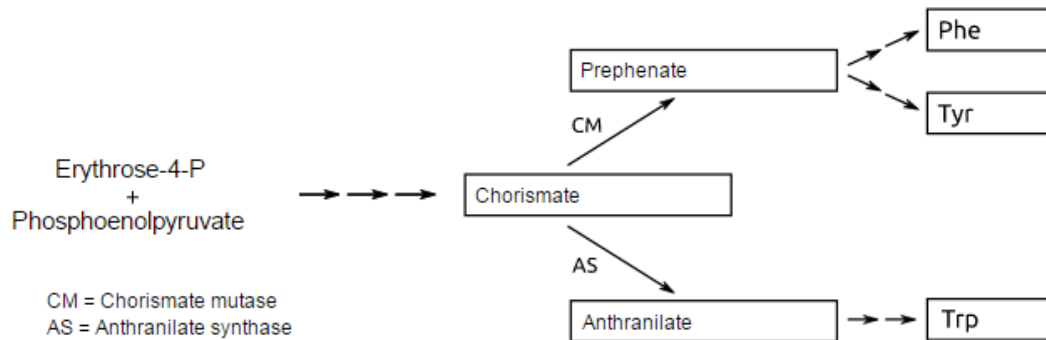 Phe
Prephenate
Tyr
CM
Erythrose-4-P
+
Phosphoenolpyruvate
Chorismate
AS
CM = Chorismate mutase
AS = Anthranilate synthase
Anthranilate
Trp